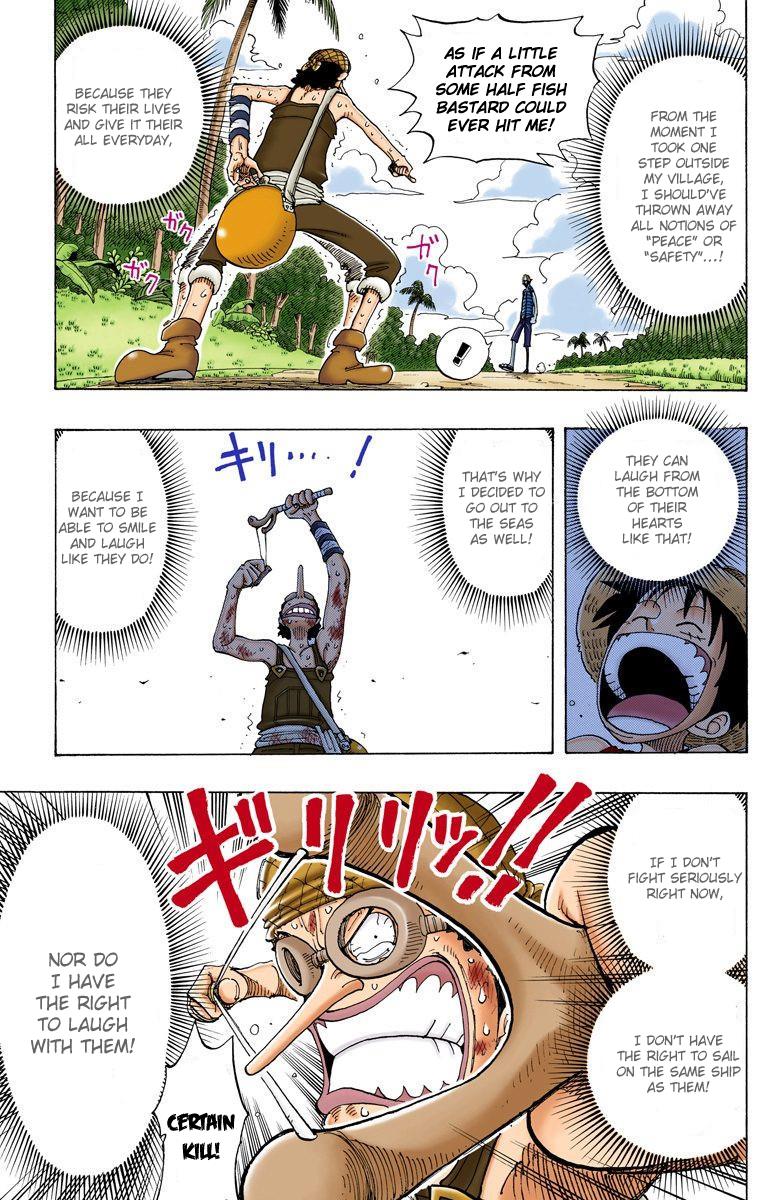 FROM THE
MOMENT I
TOOK ONE
STEP OUTSIDE
MY VILLAGE,
I SHOULD'VE
THROWN AWAY
ALL NOTIONS OF
"PEACE" OR
"SAFETY"...!
AS IF A LITTLE
ATTACK FROM
SOME HALF FISH
BASTARD COULD
EVER HIT ME!
BECAUSE THEY
RISK THEIR LIVES
AND GIVE IT THEIR
ALL EVERYDAY,
ガクガク
ガク
!
THEY CAN
LAUGH FROM
THE BOTTOM
OF THEIR
HEARTS
LIKE THAT!
THAT'S WHY
I DECIDED TO
GO OUT TO
THE SEAS
AS WELL!
キリ……!
BECAUSE I
WANT TO BE
ABLE TO SMILE
AND LAUGH
LIKE THEY DO!
ギリリッ!!
IF I DON'T
FIGHT SERIOUSLY
RIGHT NOW,
I DON'T HAVE
THE RIGHT TO SAIL
ON THE SAME SHIP
AS THEM!
NOR DO
I HAVE
THE RIGHT
TO LAUGH
WITH THEM!
CERTAIN
KILL!